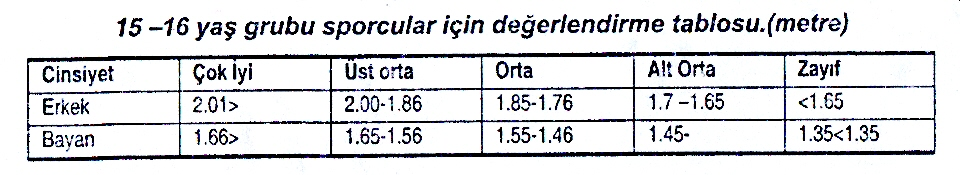 15 –16 yaş grubu sporcular için değerlendirme tablosu.(metre)
Cinsiyet Çok İyi Üst orta Orta Alt Orta Zayıf
Erkek 2.01> 2.00-1.86 1.85-1.76 1.7 –1.65 <1.65
Bayan 1.66> 1.65-1.56 1.55-1.46 1.45- 1.35<1.35